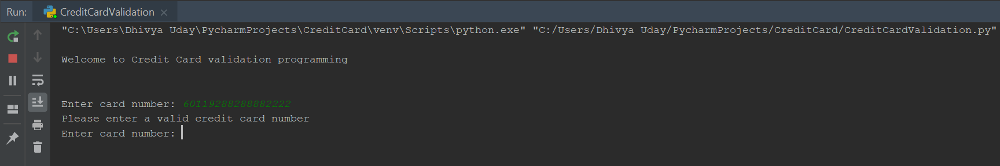 Run: CreditCardValidation
"C:\Users\Dhivya Uday\PycharmProjects\CreditCard\venv\Scripts\python.exe" "C:/Users/Dhivya Uday/PycharmProjects/CreditCard/CreditCardValidation.py"
Welcome to Credit Card validation programming
Enter card number: 60119288288882222
Please enter a valid credit card number
Enter card number: